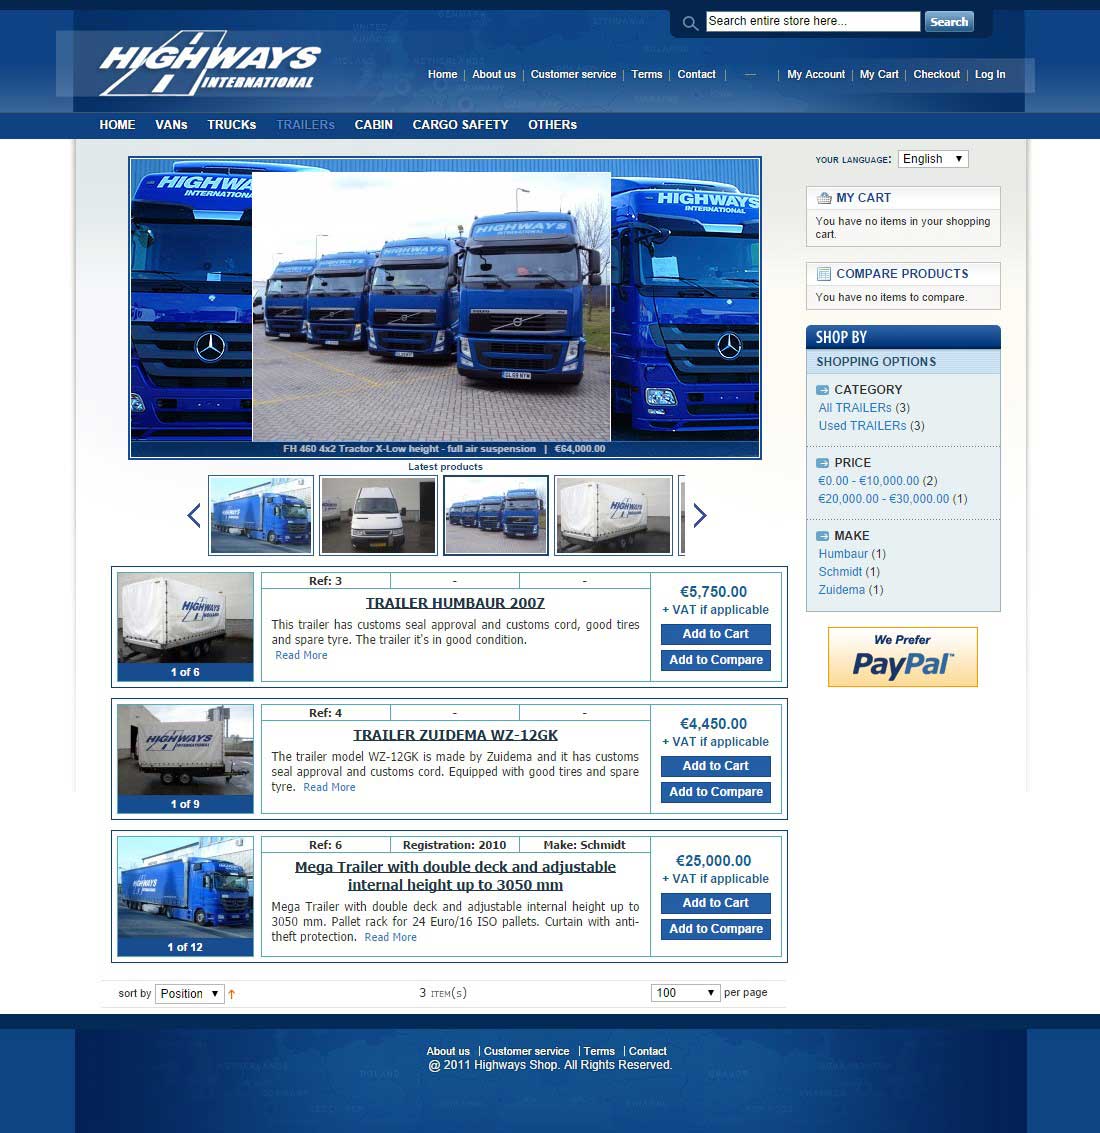 Search entire store here...
Search
HIGHWAYS
INTERNATIONAL
Home
About us
Customer service
Terms
Contact
My Account
My Cart
Checkout
Log In
HOME
VANs
TRUCKs
TRAILERs
CABIN
CARGO SAFETY
OTHERs
HIGHWAYS
INTERNATIONAL
HIGHWAYS
INTERNATIONAL
FH 460 4x2 Tractor X-Low height - full air suspension | €64,000.00
Latest products
YOUR LANGUAGE: English
MY CART
You have no items in your shopping
cart.
COMPARE PRODUCTS
You have no items to compare.
SHOP BY
SHOPPING OPTIONS
CATEGORY
All TRAILERs (3)
Used TRAILERs (3)
PRICE
€0.00 - €10,000.00 (2)
€20,000.00 - €30,000.00 (1)
MAKE
Humbaur (1)
Schmidt (1)
Zuidema (1)
We Prefer
PayPal™
1 of 6
Ref: 3 - -
TRAILER HUMBAUR 2007
This trailer has customs seal approval and customs cord, good tires
and spare tyre. The trailer it's in good condition.
Read More
€5,750.00
+ VAT if applicable
Add to Cart
Add to Compare
1 of 9
Ref: 4 - -
TRAILER ZUIDEMA WZ-12GK
The trailer model WZ-12GK is made by Zuidema and it has customs
seal approval and customs cord. Equipped with good tires and spare
tyre. Read More
€4,450.00
+ VAT if applicable
Add to Cart
Add to Compare
1 of 12
Ref: 6 Registration: 2010 Make: Schmidt
Mega Trailer with double deck and adjustable
internal height up to 3050 mm
Mega Trailer with double deck and adjustable internal height up to
3050 mm. Pallet rack for 24 Euro/16 ISO pallets. Curtain with anti-
theft protection. Read More
€25,000.00
+ VAT if applicable
Add to Cart
Add to Compare
sort by Position
3 ITEM(S)
100 per page
About us | Customer service | Terms | Contact
@ 2011 Highways Shop. All Rights Reserved.